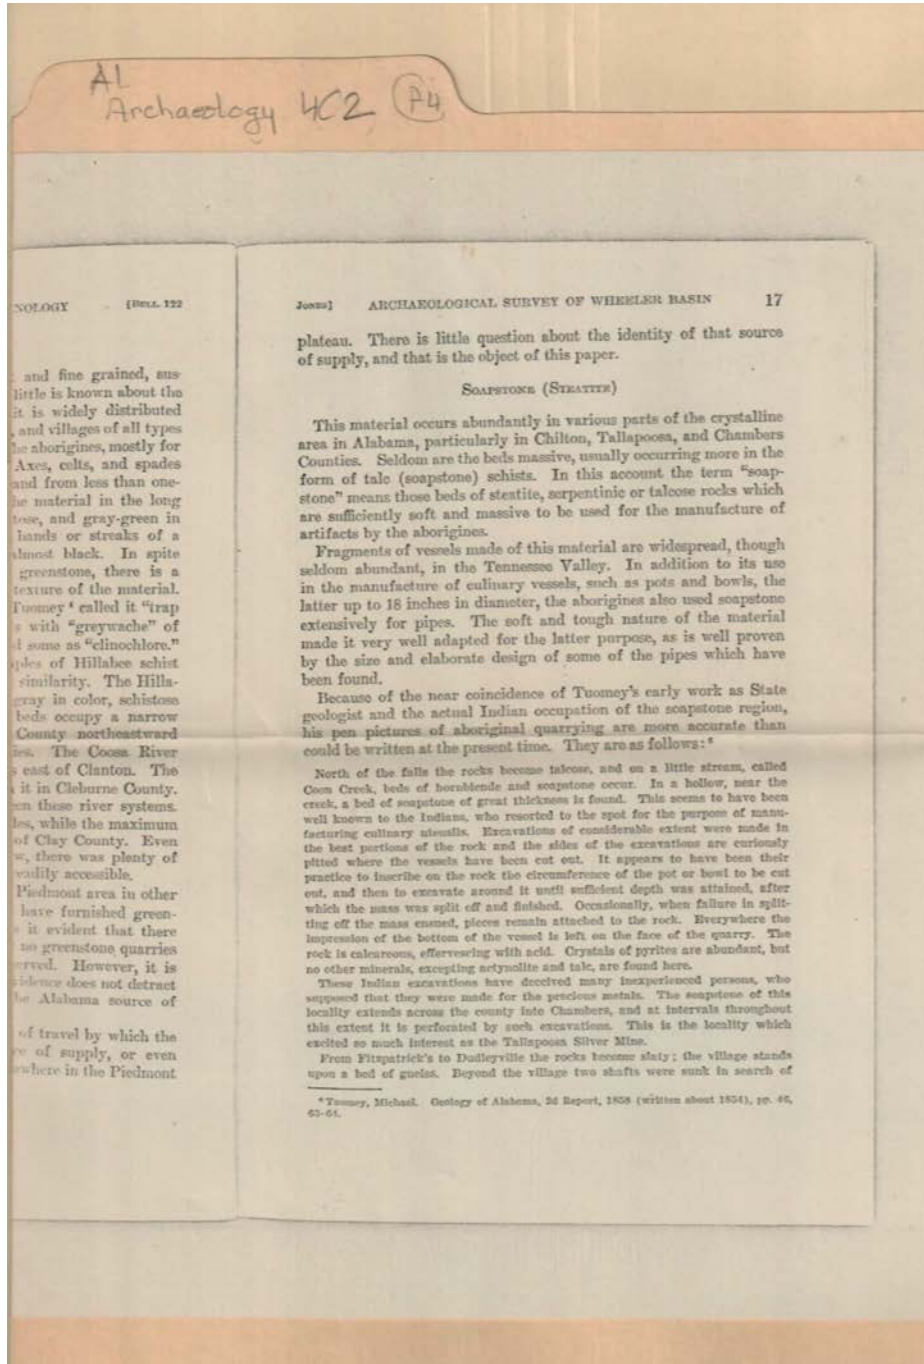 AL
Archaeology 4C2 P4
NOLOGY [BULL. 122
and fine grained, sus-
little is known about the
it is widely distributed
, and villages of all types
he aborigines, mostly for
Axes, celts, and spades
and from less than one-
he material in the long
tose, and gray-green in
bands or streaks of a
lmost black. In spite
greenstone, there is a
texture of the material.
Tuomey ⁴ called it "trap
s with "greywache" of
d some as "clinochlore."
ples of Hillabee schist
similarity. The Hilla-
gray in color, schistose
beds occupy a narrow
County northeastward
ies. The Coosa River
s east of Clanton. The
it in Cleburne County.
en these river systems.
les, while the maximum
of Clay County. Even
w, there was plenty of
eadily accessible.
Piedmont area in other
have furnished green-
s it evident that there
no greenstone quarries
erved. However, it is
idence does not detract
he Alabama source of
of travel by which the
re of supply, or even
ewhere in the Piedmont
JONES] ARCHAEOLOGICAL SURVEY OF WHEELER BASIN 17
plateau. There is little question about the identity of that source
of supply, and that is the object of this paper.
SOAPSTONE (STEATITE)
This material occurs abundantly in various parts of the crystalline
area in Alabama, particularly in Chilton, Tallapoosa, and Chambers
Counties. Seldom are the beds massive, usually occurring more in the
form of talc (soapstone) schists. In this account the term "soap-
stone" means those beds of steatite, serpentinic or talcose rocks which
are sufficiently soft and massive to be used for the manufacture of
artifacts by the aborigines.
Fragments of vessels made of this material are widespread, though
seldom abundant, in the Tennessee Valley. In addition to its use
in the manufacture of culinary vessels, such as pots and bowls, the
latter up to 18 inches in diameter, the aborigines also used soapstone
extensively for pipes. The soft and tough nature of the material
made it very well adapted for the latter purpose, as is well proven
by the size and elaborate design of some of the pipes which have
been found.
Because of the near coincidence of Tuomey's early work as State
geologist and the actual Indian occupation of the soapstone region,
his pen pictures of aboriginal quarrying are more accurate than
could be written at the present time. They are as follows: ⁶
North of the falls the rocks become talcose, and on a little stream, called
Coon Creek, beds of hornblende and soapstone occur. In a hollow, near the
creek, a bed of soapstone of great thickness is found. This seems to have been
well known to the Indians, who resorted to the spot for the purpose of manu-
facturing culinary utensils. Excavations of considerable extent were made in
the best portions of the rock and the sides of the excavations are curiously
pitted where the vessels have been cut out. It appears to have been their
practice to inscribe on the rock the circumference of the pot or bowl to be cut
out, and then to excavate around it until sufficient depth was attained, after
which the mass was split off and finished. Occasionally, when failure in split-
ting off the mass ensued, pieces remain attached to the rock. Everywhere the
impression of the bottom of the vessel is left on the face of the quarry. The
rock is calcareous, effervescing with acid. Crystals of pyrites are abundant, but
no other minerals, excepting actynolite and talc, are found here.
These Indian excavations have deceived many inexperienced persons, who
supposed that they were made for the precious metals. The soapstone of this
locality extends across the county into Chambers, and at intervals throughout
this extent it is perforated by such excavations. This is the locality which
excited so much interest as the Tallapoosa Silver Mine.
From Fitzpatrick's to Dudleyville the rocks become slaty; the village stands
upon a bed of gneiss. Beyond the village two shafts were sunk in search of
⁶ Tuomey, Michael. Geology of Alabama, 2d Report, 1858 (written about 1854), pp. 46,
63-64.